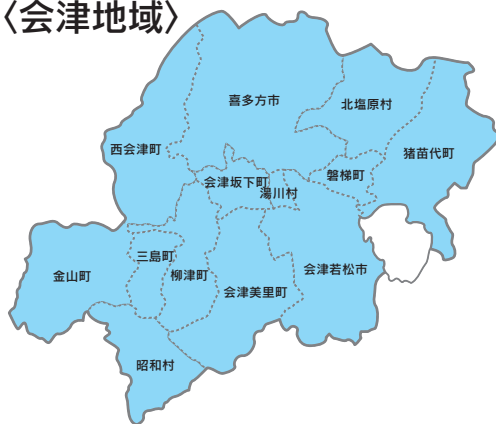 〈会津地域〉
喜多方市
北塩原村
西会津町
猪苗代町
磐梯町
会津坂下町
湯川村
三島町
会津若松市
金山町
柳津町
会津美里町
昭和村